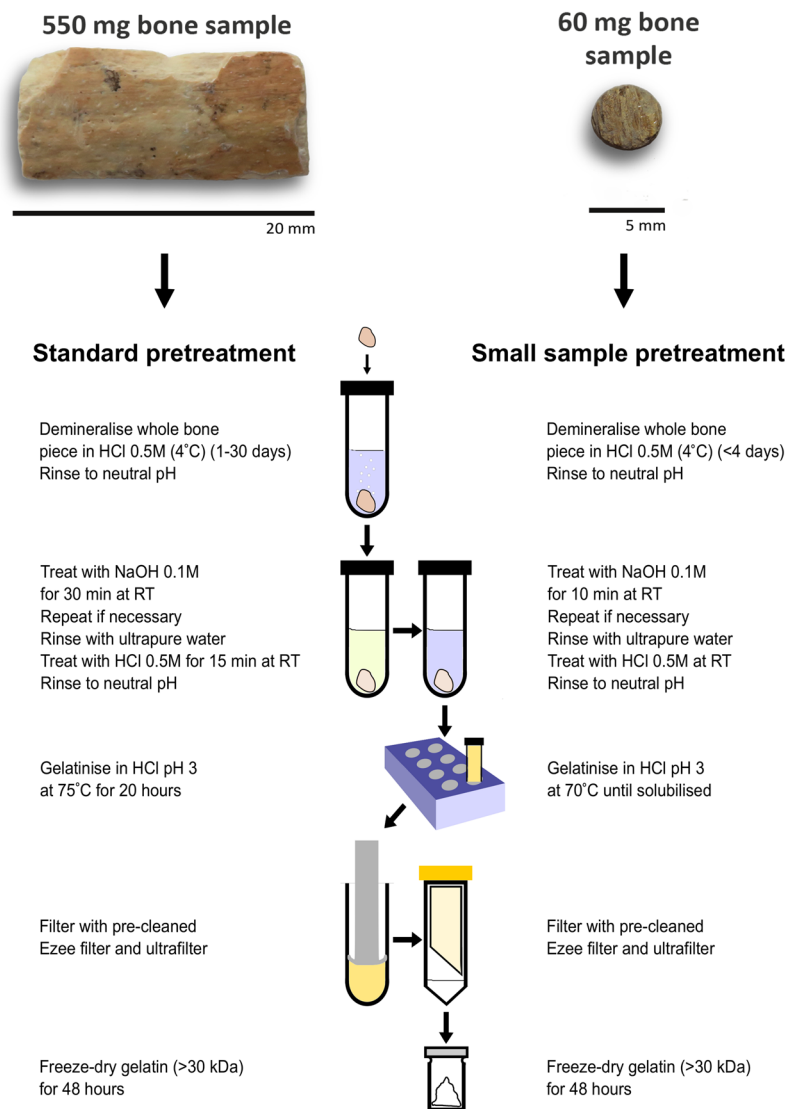 550 mg bone sample
60 mg bone
sample
20 mm
5 mm
Standard pretreatment
Small sample pretreatment
Demineralise whole bone
piece in HCl 0.5M (4˚C) (1-30 days)
Rinse to neutral pH
Demineralise whole bone
piece in HCl 0.5M (4˚C) (<4 days)
Rinse to neutral pH
Treat with NaOH 0.1M
for 30 min at RT
Repeat if necessary
Rinse with ultrapure water
Treat with HCl 0.5M for 15 min at RT
Rinse to neutral pH
Treat with NaOH 0.1M
for 10 min at RT
Repeat if necessary
Rinse with ultrapure water
Treat with HCl 0.5M at RT
Rinse to neutral pH
Gelatinise in HCl pH 3
at 75˚C for 20 hours
Gelatinise in HCl pH 3
at 70˚C until solubilised
Filter with pre-cleaned
Ezee filter and ultrafilter
Filter with pre-cleaned
Ezee filter and ultrafilter
Freeze-dry gelatin (>30 kDa)
for 48 hours
Freeze-dry gelatin (>30 kDa)
for 48 hours